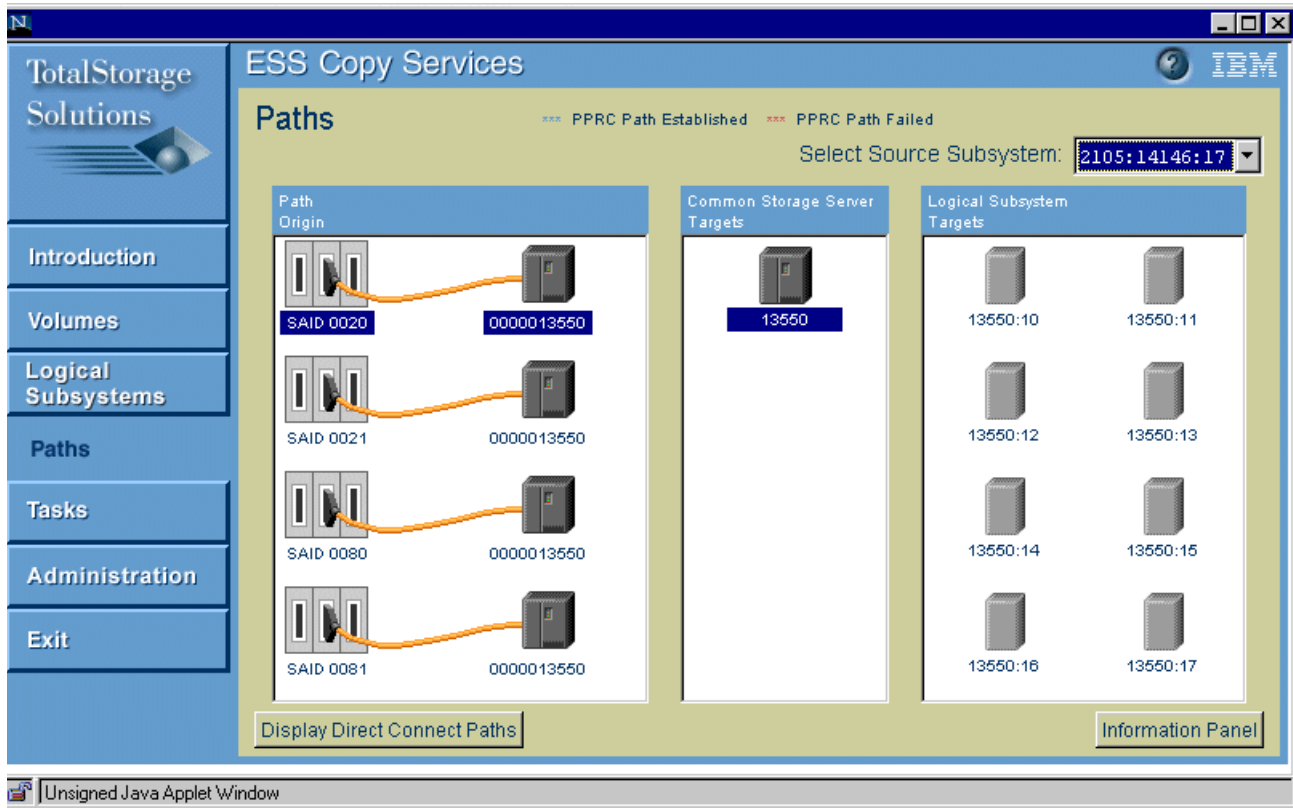 N
TotalStorage
Solutions
ESS Copy Services
? IBM
Paths
*** PPRC Path Established *** PPRC Path Failed
Select Source Subsystem: 2105:14146:17
Introduction
Volumes
Logical
Subsystems
Paths
Tasks
Administration
Exit
Path
Origin
SAID 0020 0000013550
SAID 0021 0000013550
SAID 0080 0000013550
SAID 0081 0000013550
Common Storage Server
Targets
13550
Logical Subsystem
Targets
13550:10 13550:11
13550:12 13550:13
13550:14 13550:15
13550:16 13550:17
Display Direct Connect Paths
Information Panel
Unsigned Java Applet Window